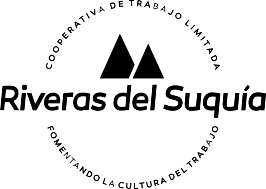 COOPERATIVA DE TRABAJO LIMITADA
Riveras del Suquía
FOMENTANDO LA CULTURA DEL TRABAJO